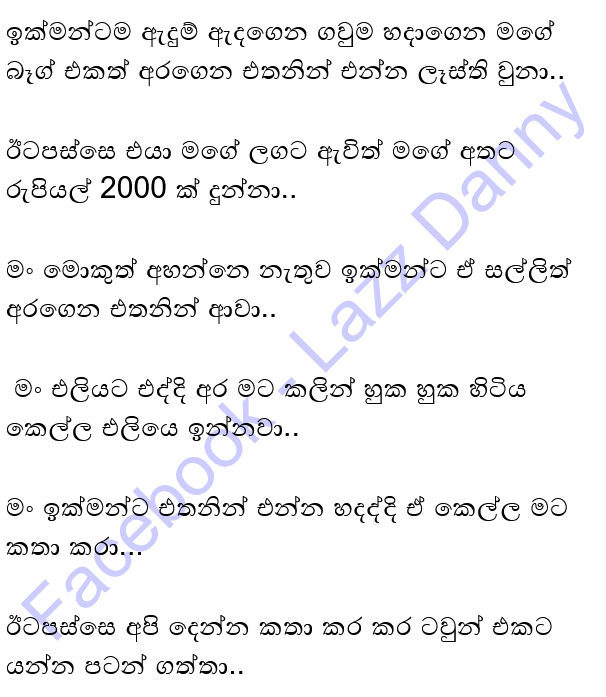 ඉක්මන්ටම ඇදුම් ඇදගෙන ගවුම හදාගෙන මගේ
බෑග් එකත් අරගෙන එතනින් එන්න ලෑස්ති වුනා..
ඊටපස්සෙ එයා මගේ ලගට ඇවිත් මගේ අතට
රුපියල් 2000 ක් දුන්නා..
මං මොකුත් අහන්නෙ නැතුව ඉක්මන්ට ඒ සල්ලිත්
අරගෙන එතනින් ආවා..
මං එලියට එද්දි අර මට කලින් හුක හුක හිටිය
කෙල්ල එලියෙ ඉන්නවා..
මං ඉක්මන්ට එතනින් එන්න හදද්දි ඒ කෙල්ල මට
කතා කරා...
ඊටපස්සෙ අපි දෙන්න කතා කර කර ටවුන් එකට
යන්න පටන් ගත්තා..
Facebook - Lazz Danny